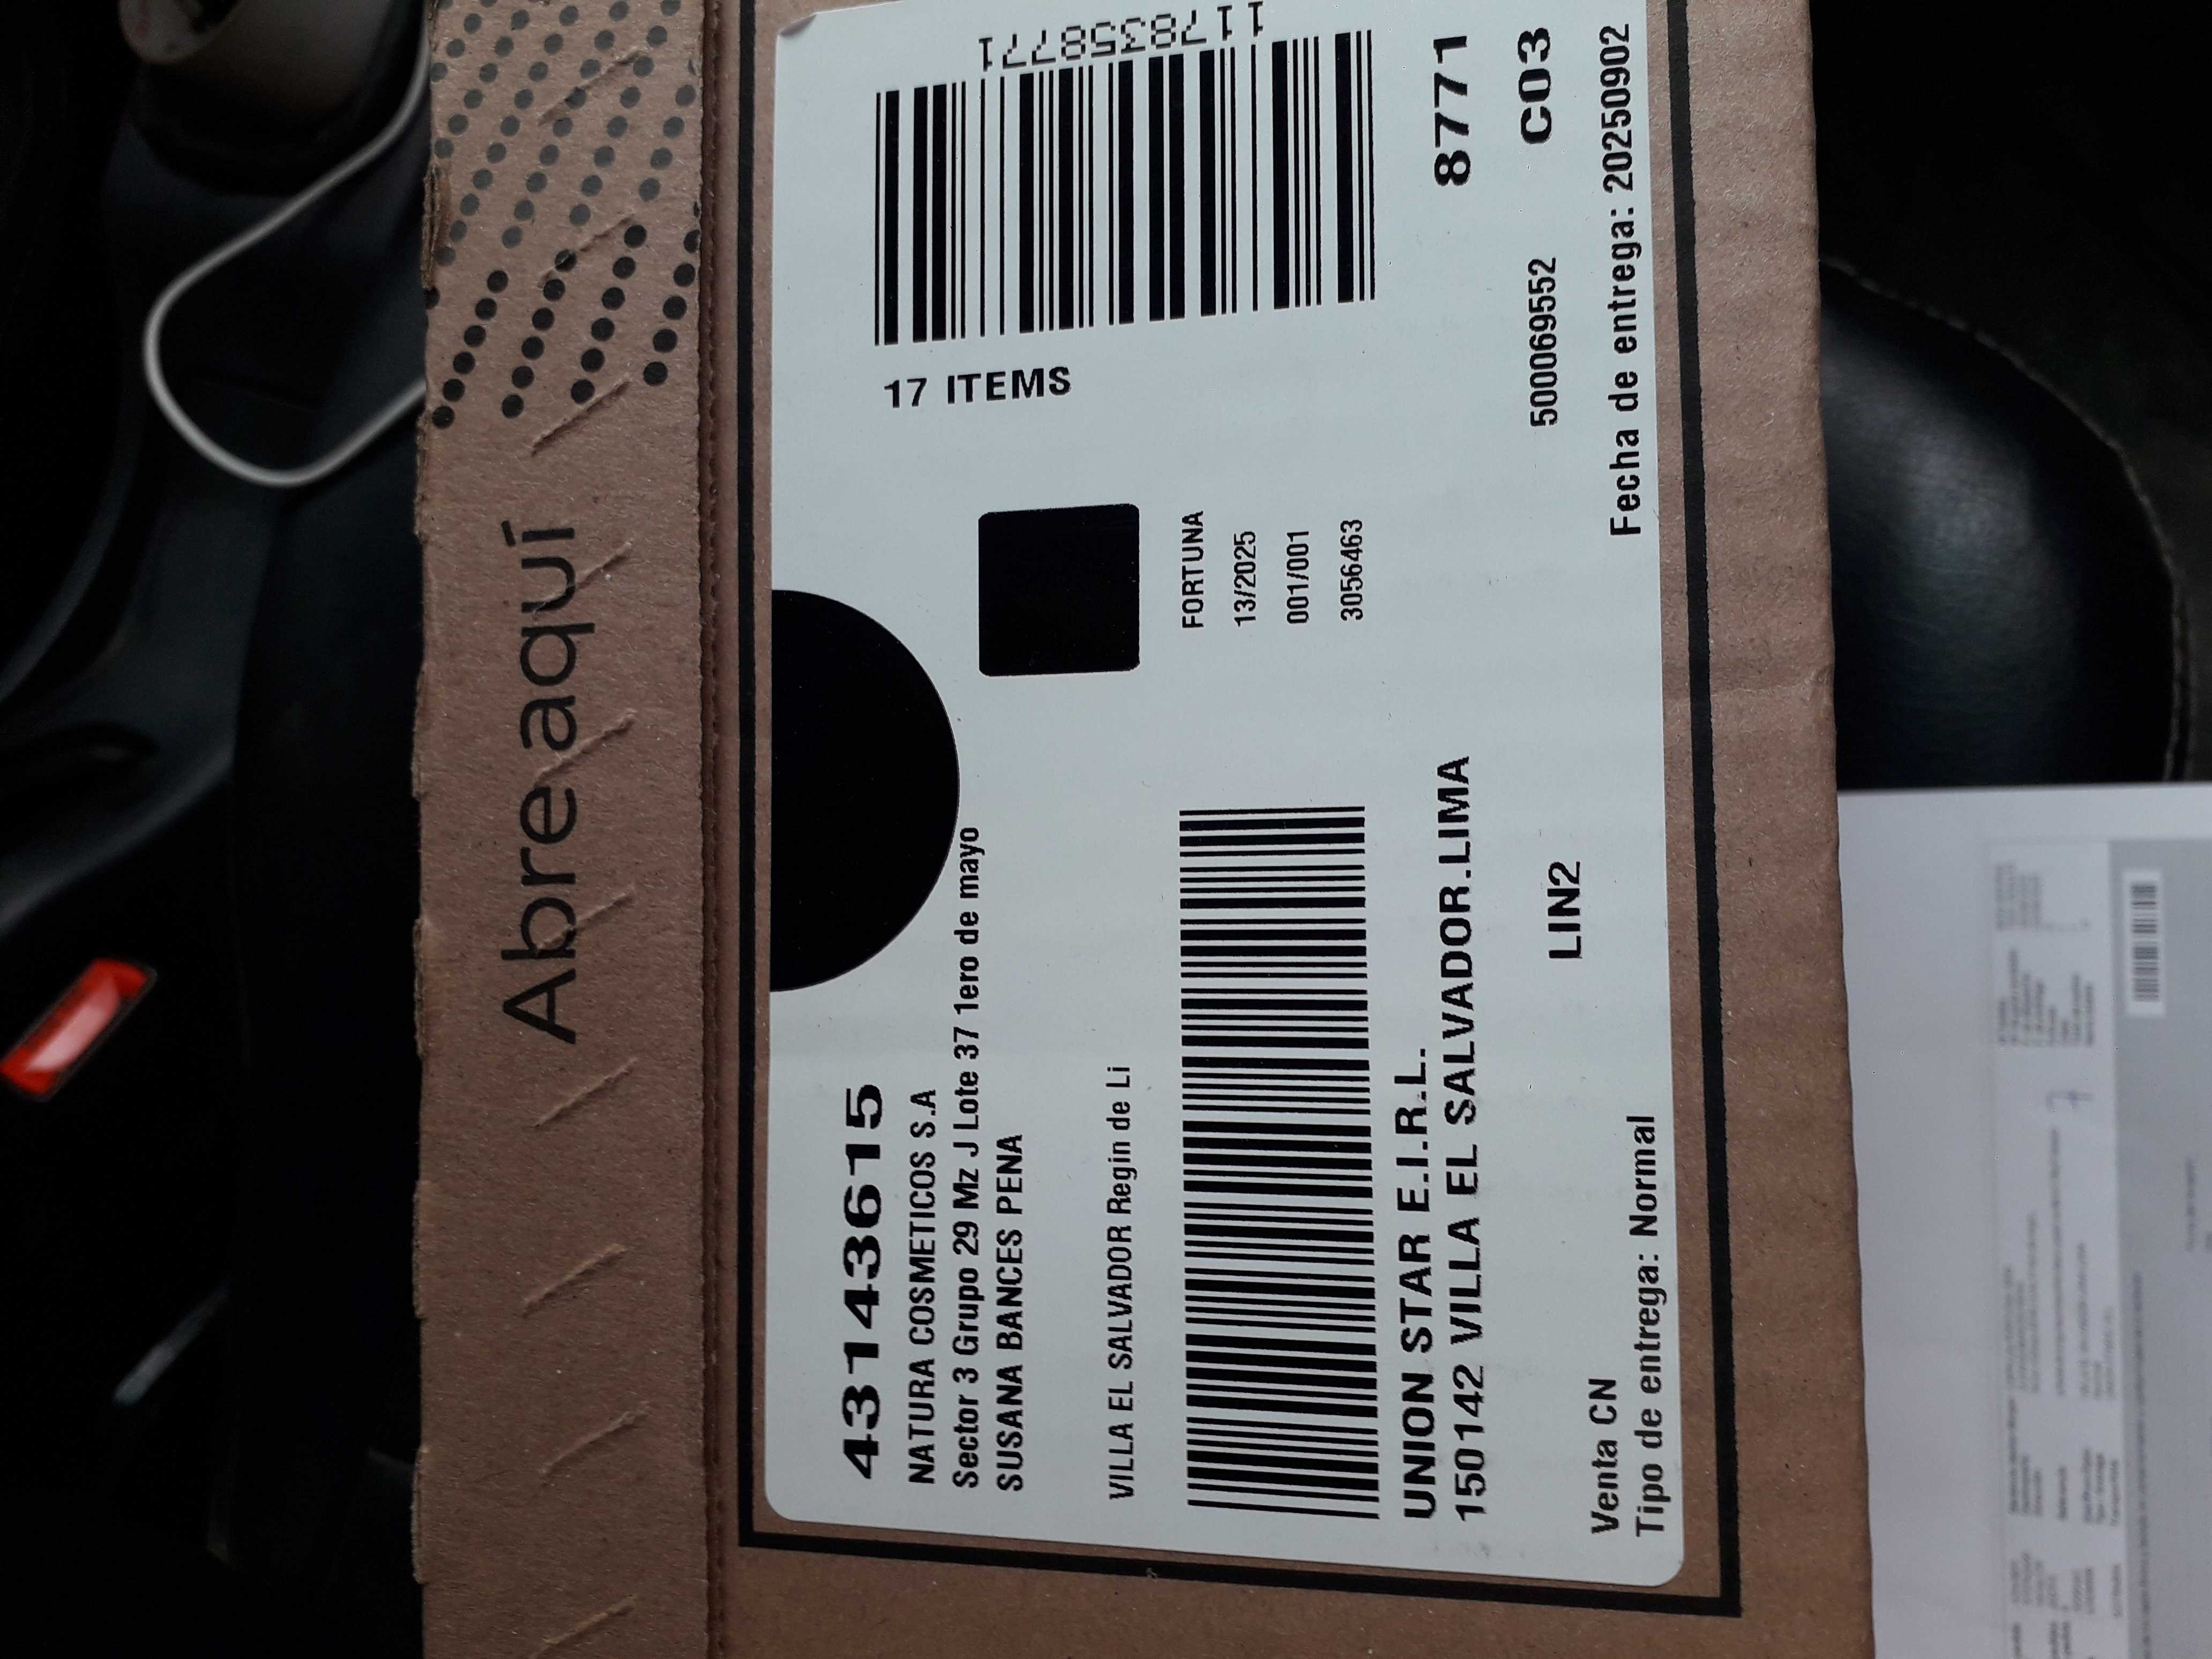 Abre aquí
43143615
NATURA COSMETICOS S.A
Sector 3 Grupo 29 Mz J Lote 37 1ero de mayo
SUSANA BANCES PENA
VILLA EL SALVADOR Regin de Li
17 ITEMS
1178358771
FORTUNA
13/2025
001/001
3056463
UNION STAR E.I.R.L.
150142 VILLA EL SALVADOR.LIMA
8771
LIN2
500069552
C03
Venta CN
Tipo de entrega: Normal
Fecha de entrega: 20250902